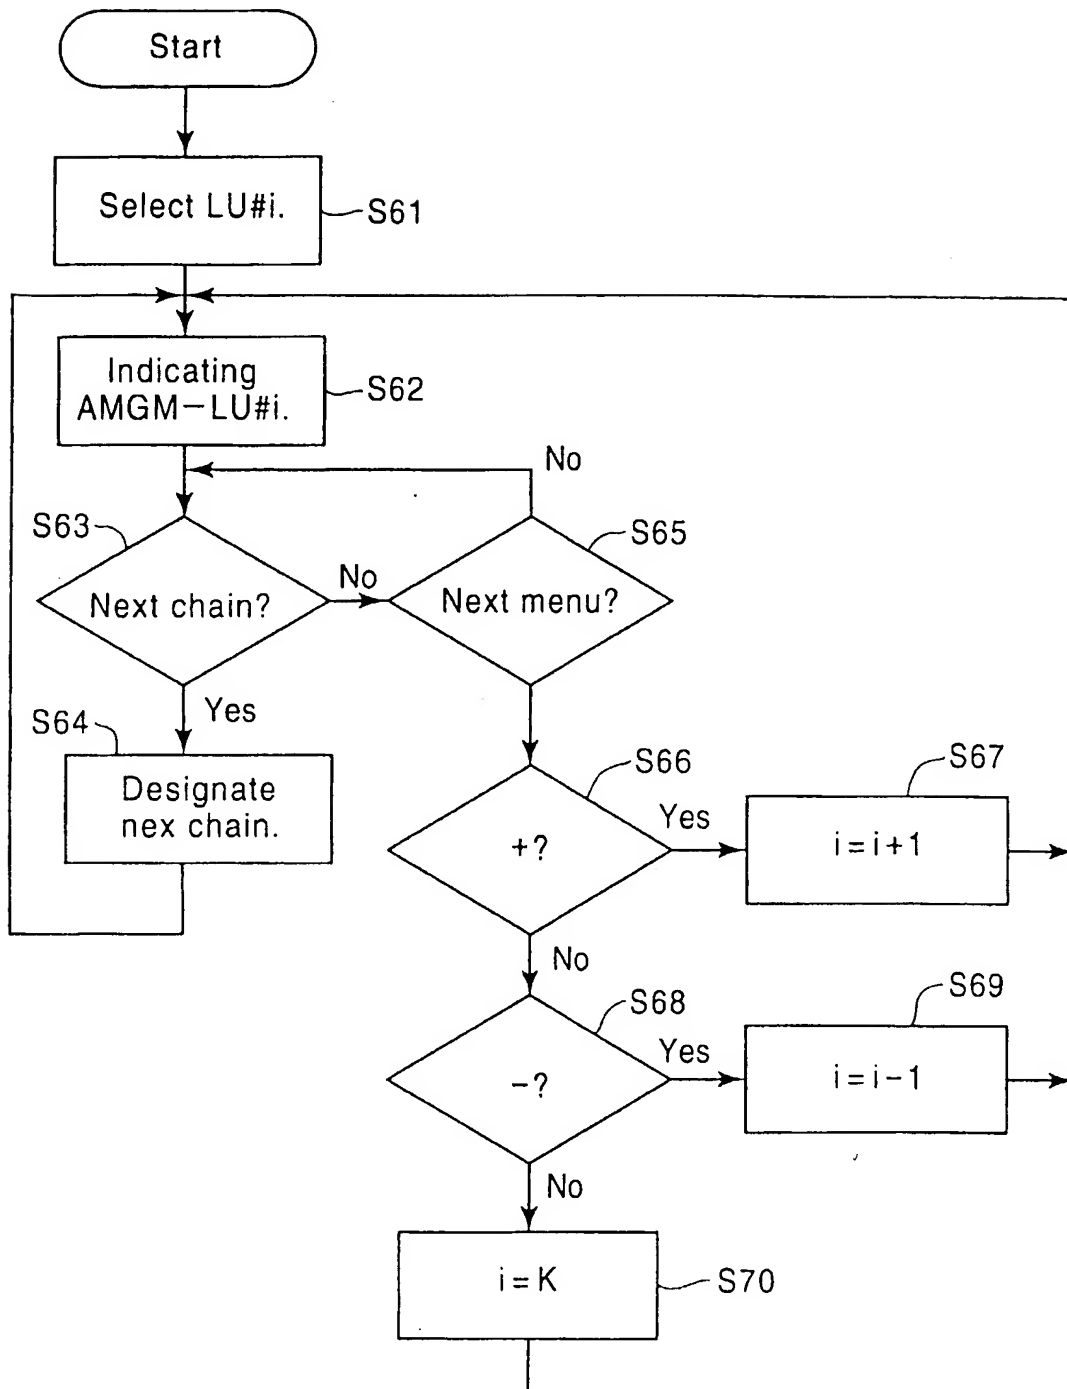 Start
Select LU#i.
S61
Indicating
AMGM-LU#i.
S62
No
S63
S65
Next chain?
No
Next menu?
Yes
S64
Designate
nex chain.
S66
S67
+?
Yes
i=i+1
No
S68
S69
-?
Yes
i=i-1
No
i=K
S70